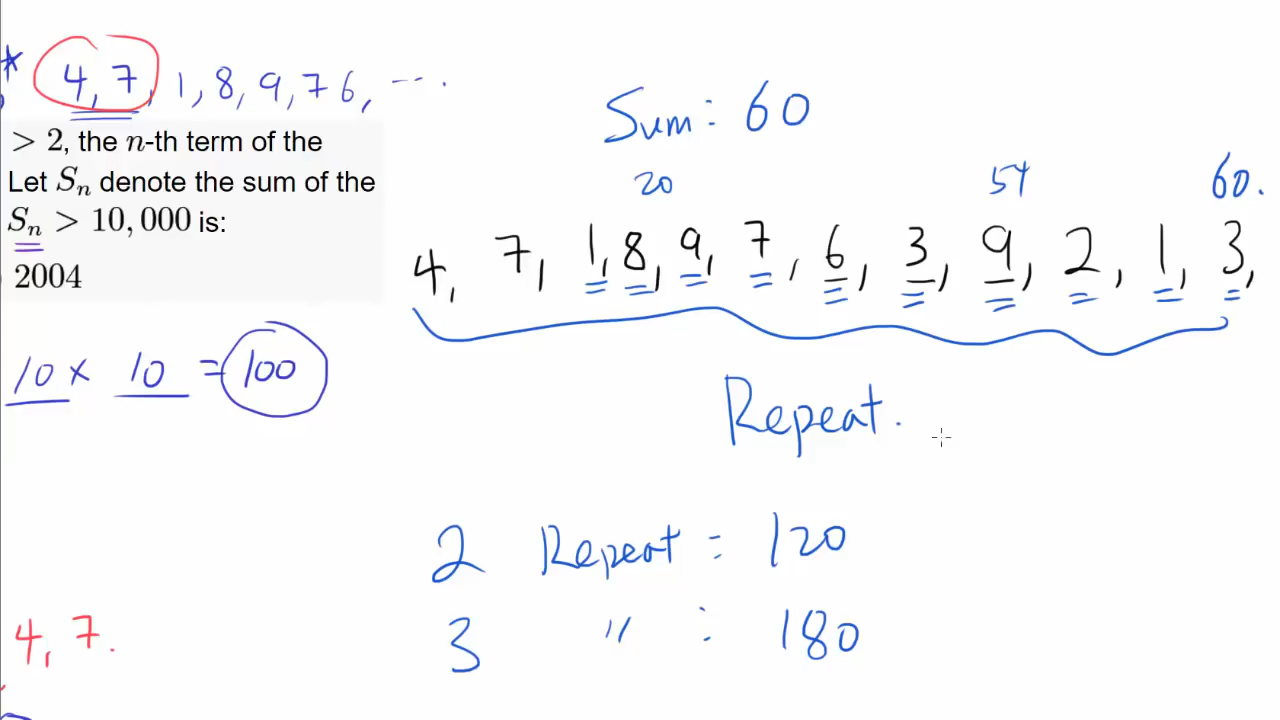 * 4, 7, 1, 8, 9, 7 6, ....
> 2, the n-th term of the
Let Sₙ denote the sum of the
Sₙ > 10,000 is:
2004
10 × 10 = 100
4, 7.
Sum: 60
20 54 60.
4, 7, 1, 8, 9, 7, 6, 3, 9, 2, 1, 3,
Repeat.
2 Repeat = 120
3 " : 180